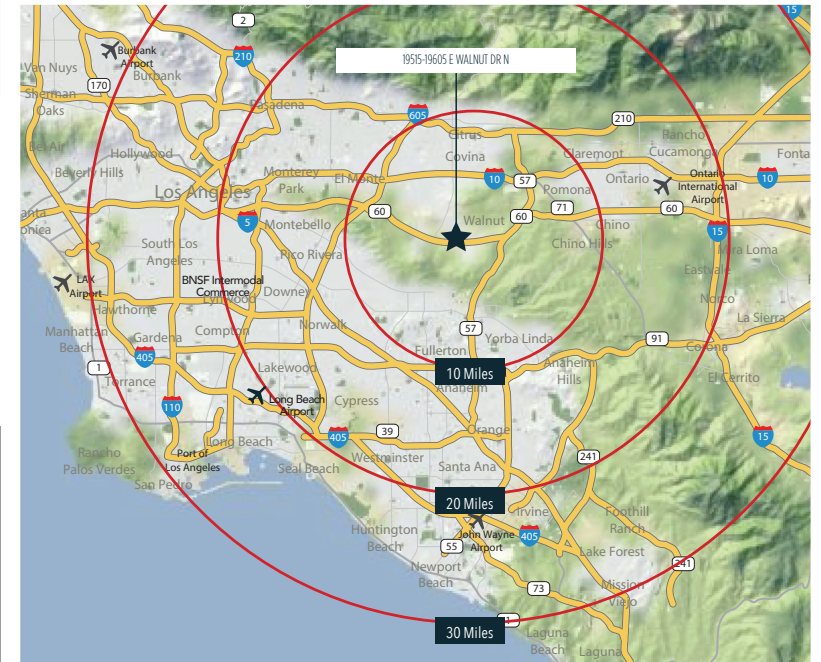 2
15
Burbank
Airport
Burbank
Van Nuys
210
170
Sherman
Oaks
19515-19605 E WALNUT DR N
Pasadena
605
210
Citrus
Rancho
Cucamonga
Bel Air
Hollywood
Covina
Claremont
Fonta
Beverly Hills
Monterey
Park
El Monte
10
57
Pomona
Ontario
Ontario
International
Airport
10
Los Angeles
anta
onica
5
Montebello
60
Walnut
60
71
60
Chino
15
South Los
Angeles
Pico Rivera
Chino Hills
Mira Loma
Eastvale
LAX
Airport
BNSF Intermodal
Commerce
Lynwood
Downey
Norco
Hawthorne
La Sierra
Manhattan
Beach
Gardena
Compton
Norwalk
57
Yorba Linda
91
Corona
405
Fullerton
1
Lakewood
10 Miles
Anaheim
Anaheim
Hills
El Cerrito
Torrance
110
Long Beach
Airport
Cypress
405
39
Orange
15
Long Beach
Rancho
Palos Verdes
Port of
Los Angeles
Westminster
Santa Ana
241
Seal Beach
San Pedro
20 Miles
Irvine
Foothill
Ranch
Huntington
Beach
John Wayne
Airport
405
55
Lake Forest
241
Newport
Beach
73
Mission
Viejo
1
30 Miles
Laguna
Beach
Laguna